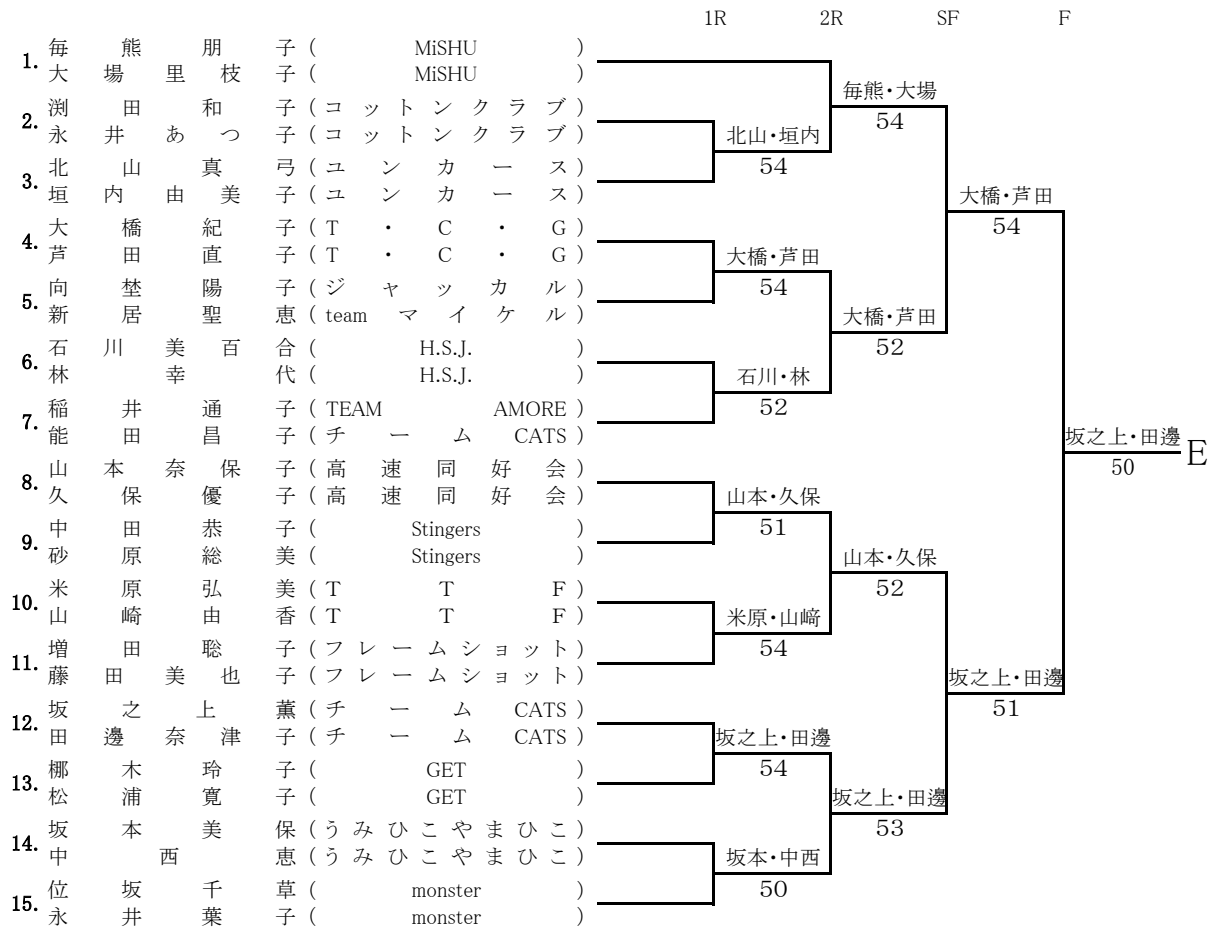 1R 2R SF F
1. 毎熊朋子(MiSHU)
大場里枝子(MiSHU)
2. 渕田和子(コットンクラブ)
永井あつ子(コットンクラブ)
3. 北山真弓(ユンカース)
垣内由美子(ユンカース)
4. 大橋紀子(T・C・G)
芦田直子(T・C・G)
5. 向埜陽子(ジャッカル)
新居聖恵(team マイケル)
6. 石川美百合(H.S.J.)
林幸代(H.S.J.)
7. 稲井通子(TEAM AMORE)
能田昌子(チームCATS)
8. 山本奈保子(高速同好会)
久保優子(高速同好会)
9. 中田恭子(Stingers)
砂原総美(Stingers)
10. 米原弘美(TTF)
山崎由香(TTF)
11. 増田聡子(フレームショット)
藤田美也子(フレームショット)
12. 坂之上薫(チームCATS)
田邊奈津子(チームCATS)
13. 梛木玲子(GET)
松浦寛子(GET)
14. 坂本美保(うみひこやまひこ)
中西恵(うみひこやまひこ)
15. 位坂千草(monster)
永井葉子(monster)
北山・垣内
54
大橋・芦田
54
石川・林
52
山本・久保
51
米原・山﨑
54
坂之上・田邊
54
坂本・中西
50
毎熊・大場
54
大橋・芦田
52
山本・久保
52
坂之上・田邊
53
大橋・芦田
54
坂之上・田邊
51
坂之上・田邊
50
E